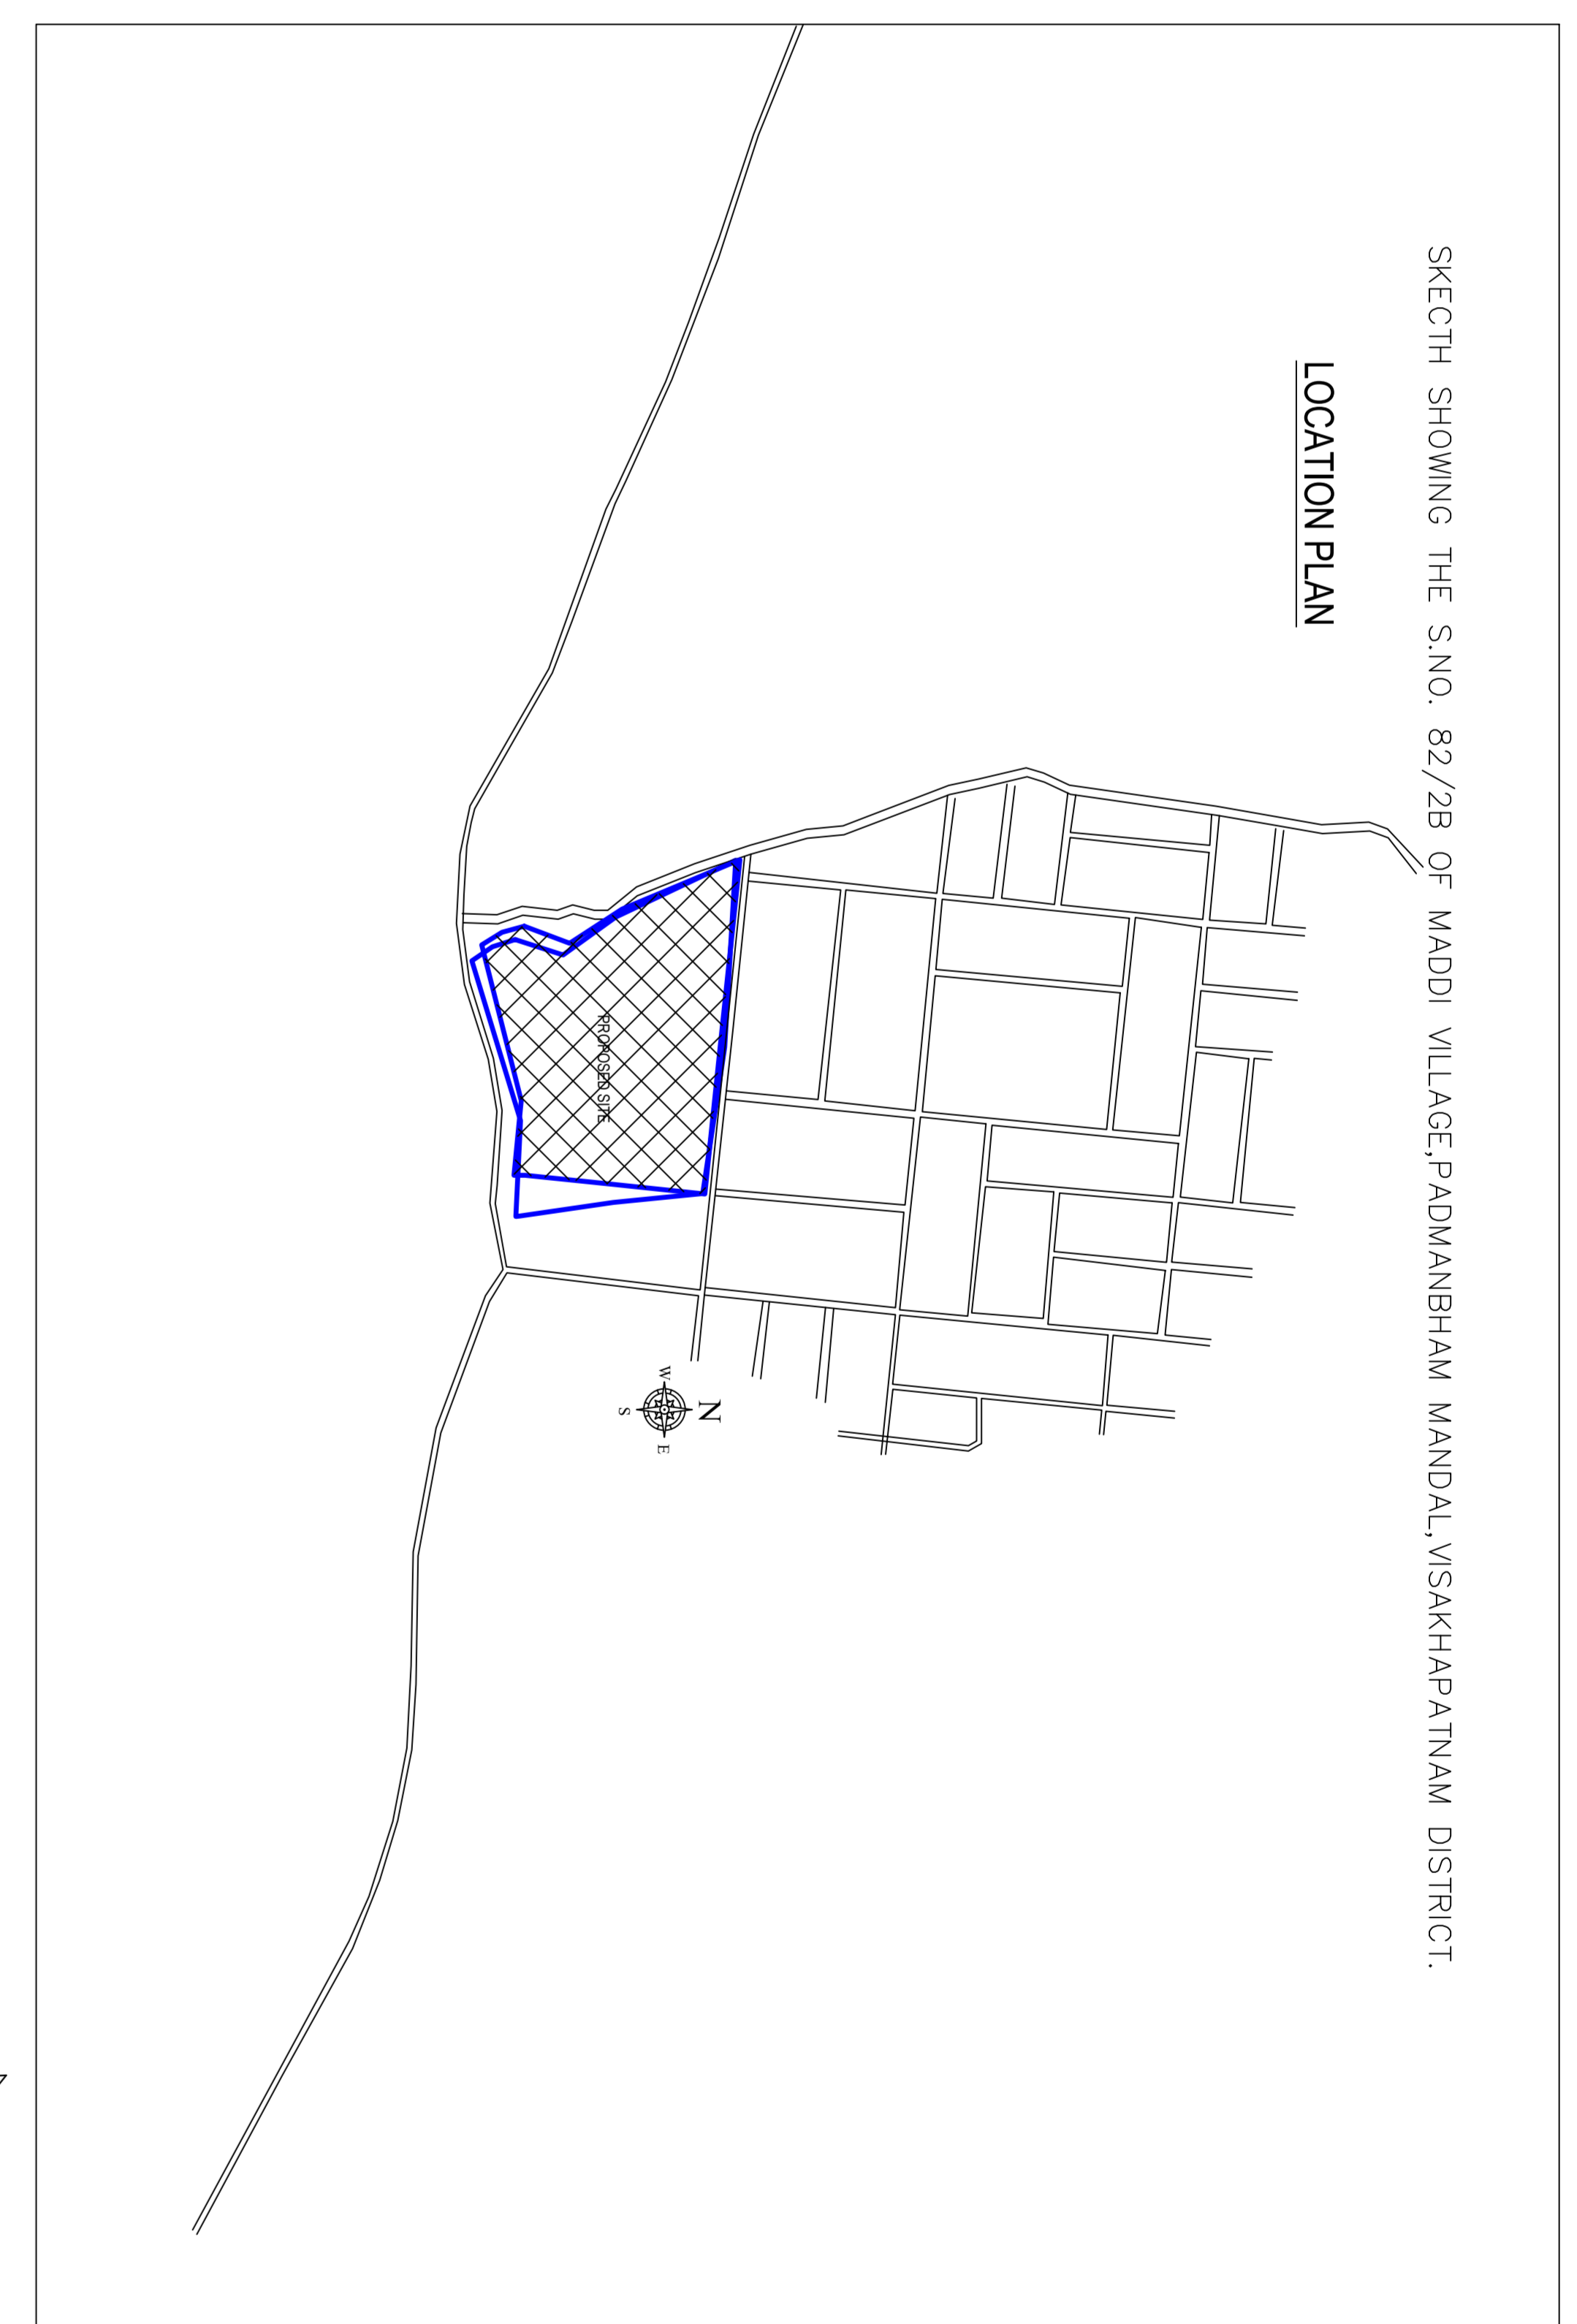 SKECTH SHOWING THE S.NO. 82/2B OF MADDI VILLAGE,PADMANBHAM MANDAL,VISAKHAPATNAM DISTRICT.
LOCATION PLAN
PROPOSED SITE
N
W
E
S